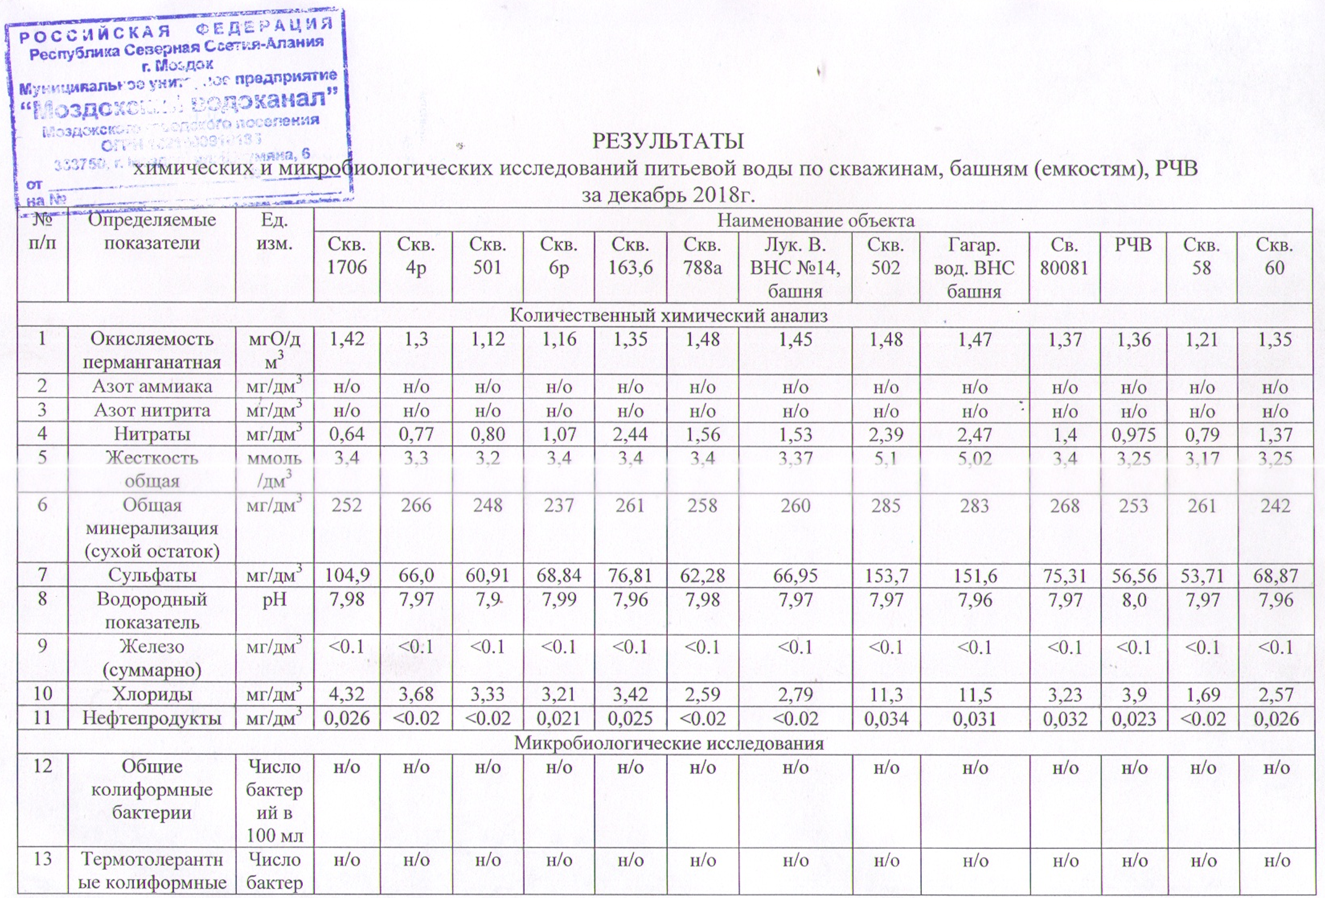 РОССИЙСКАЯ ФЕДЕРАЦИЯ
Республика Северная Осетия-Алания
г. Моздок
Муниципальное предприятие
водоканал”
поселения
ОГРН
6
от
на №
РЕЗУЛЬТАТЫ
химических и микробиологических исследований питьевой воды по скважинам, башням (емкостям), РЧВ
за декабрь 2018г.
№ п/п Определяемые показатели Ед. изм. Наименование объекта
Скв. 1706 Скв. 4р Скв. 501 Скв. 6р Скв. 163,6 Скв. 788а Лук. В. ВНС №14, башня Скв. 502 Гагар. вод. ВНС башня Св. 80081 РЧВ Скв. 58 Скв. 60
Количественный химический анализ
1 Окисляемость перманганатная мгО/дм³ 1,42 1,3 1,12 1,16 1,35 1,48 1,45 1,48 1,47 1,37 1,36 1,21 1,35
2 Азот аммиака мг/дм³ н/о н/о н/о н/о н/о н/о н/о н/о н/о н/о н/о н/о н/о
3 Азот нитрита мг/дм³ н/о н/о н/о н/о н/о н/о н/о н/о н/о н/о н/о н/о н/о
4 Нитраты мг/дм³ 0,64 0,77 0,80 1,07 2,44 1,56 1,53 2,39 2,47 1,4 0,975 0,79 1,37
5 Жесткость общая ммоль/дм³ 3,4 3,3 3,2 3,4 3,4 3,4 3,37 5,1 5,02 3,4 3,25 3,17 3,25
6 Общая минерализация (сухой остаток) мг/дм³ 252 266 248 237 261 258 260 285 283 268 253 261 242
7 Сульфаты мг/дм³ 104,9 66,0 60,91 68,84 76,81 62,28 66,95 153,7 151,6 75,31 56,56 53,71 68,87
8 Водородный показатель pH 7,98 7,97 7,9 7,99 7,96 7,98 7,97 7,97 7,96 7,97 8,0 7,97 7,96
9 Железо (суммарно) мг/дм³ <0.1 <0.1 <0.1 <0.1 <0.1 <0.1 <0.1 <0.1 <0.1 <0.1 <0.1 <0.1 <0.1
10 Хлориды мг/дм³ 4,32 3,68 3,33 3,21 3,42 2,59 2,79 11,3 11,5 3,23 3,9 1,69 2,57
11 Нефтепродукты мг/дм³ 0,026 <0.02 <0.02 0,021 0,025 <0.02 <0.02 0,034 0,031 0,032 0,023 <0.02 0,026
Микробиологические исследования
12 Общие колиформные бактерии Число бактерий в 100 мл н/о н/о н/о н/о н/о н/о н/о н/о н/о н/о н/о н/о н/о
13 Термотолерантные колиформные Число бактер н/о н/о н/о н/о н/о н/о н/о н/о н/о н/о н/о н/о н/о